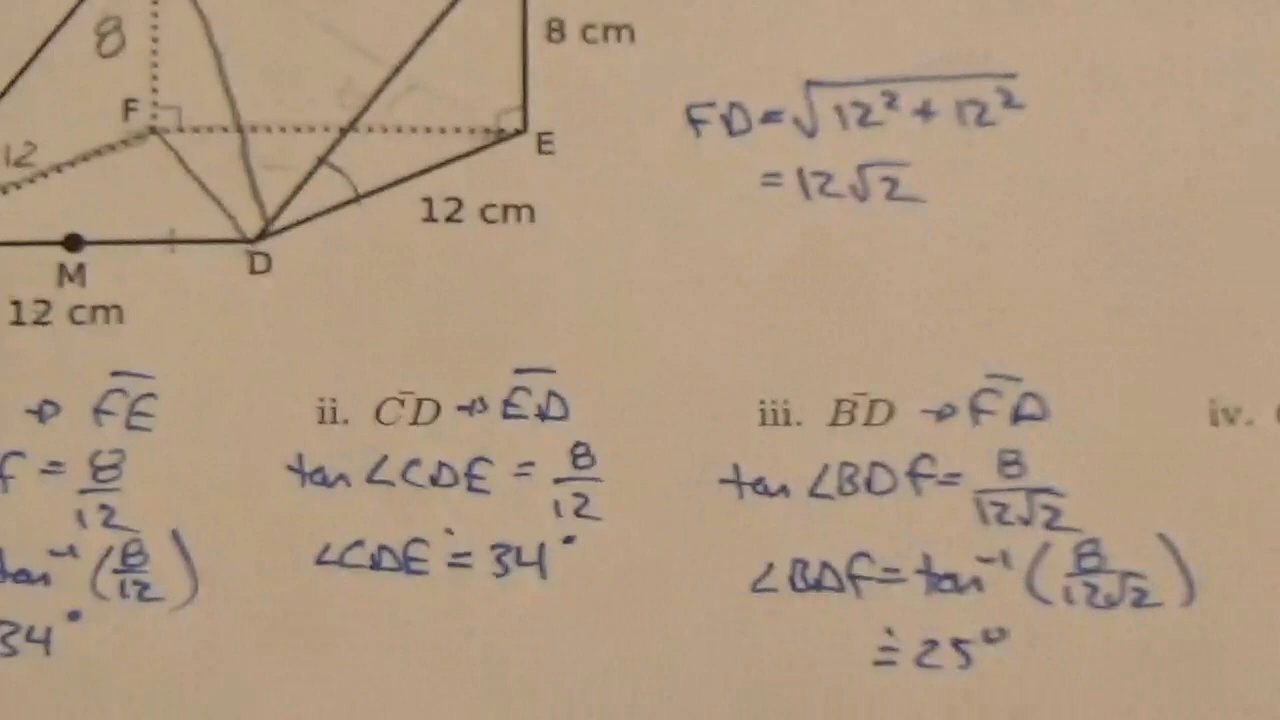 8
8 cm
F
E
12
12 cm
M
D
12 cm
FD = √(12² + 12²)
= 12√2
→ FE
F = 8/12
tan⁻¹ (8/12)
34°
ii. CD → ED
tan ∠CDE = 8/12
∠CDE ≐ 34°
iii. BD → FD
tan ∠BDF = 8/12√2
∠BDF = tan⁻¹ (8/12√2)
≐ 25°
iv.